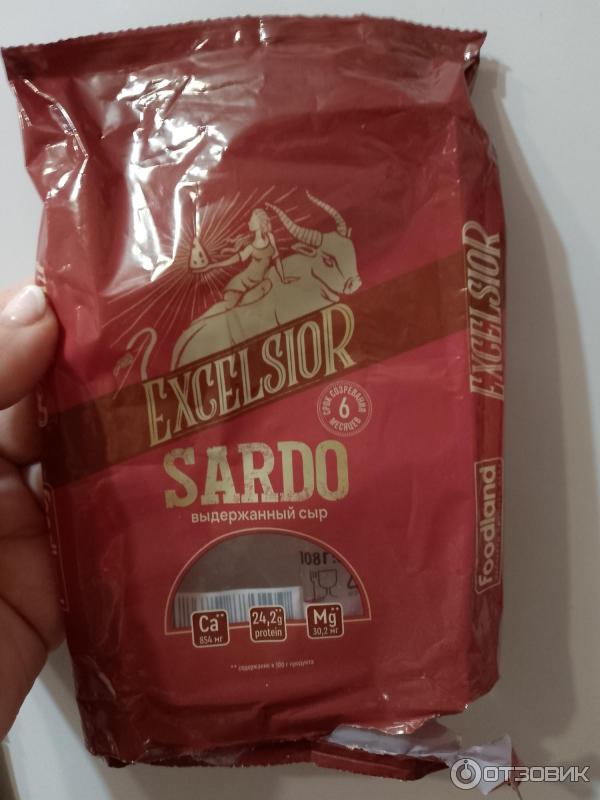 EXCELSIOR
СРОК СОЗРЕВАНИЯ
6
МЕСЯЦЕВ
SARDO
выдержанный сыр
108 г.
Ca**
854 мг
24,2g**
protein
Mg**
30,2 мг
** содержание в 100 г продукта
EXCELSIOR
foodland
ОТЗОВИК